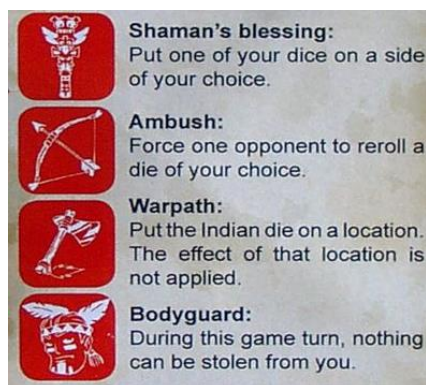 Shaman's blessing:
Put one of your dice on a side
of your choice.
Ambush:
Force one opponent to reroll a
die of your choice.
Warpath:
Put the Indian die on a location.
The effect of that location is
not applied.
Bodyguard:
During this game turn, nothing
can be stolen from you.